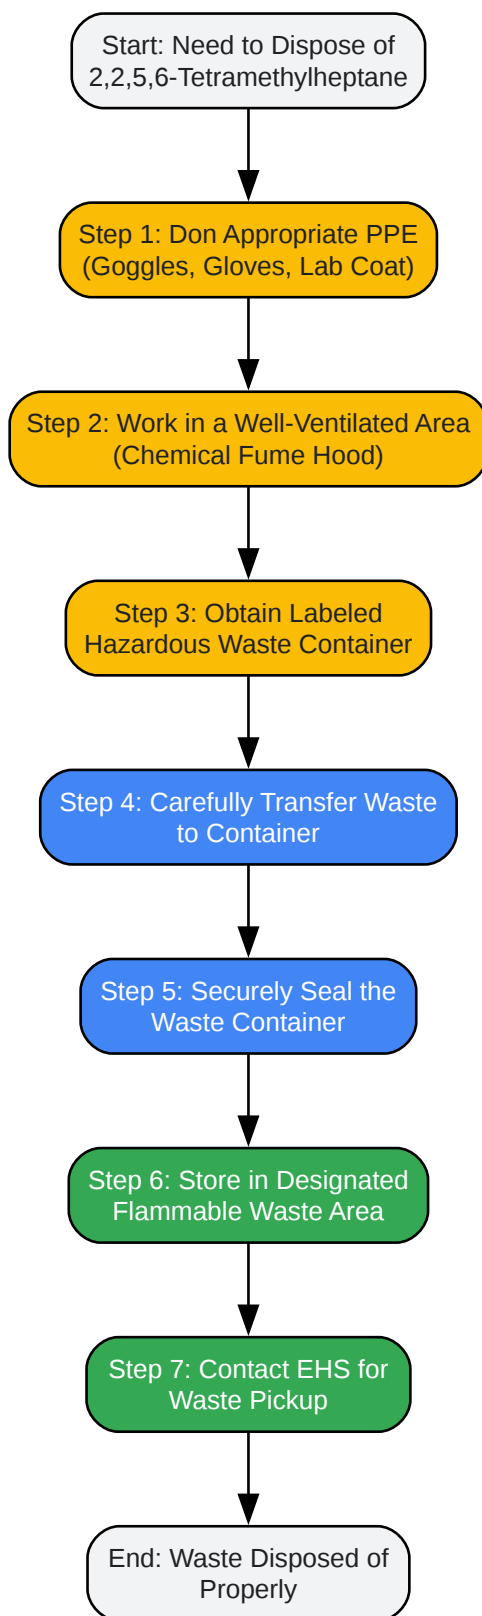 Start: Need to Dispose of
2,2,5,6-Tetramethylheptane
Step 1: Don Appropriate PPE
(Goggles, Gloves, Lab Coat)
Step 2: Work in a Well-Ventilated Area
(Chemical Fume Hood)
Step 3: Obtain Labeled
Hazardous Waste Container
Step 4: Carefully Transfer Waste
to Container
Step 5: Securely Seal the
Waste Container
Step 6: Store in Designated
Flammable Waste Area
Step 7: Contact EHS for
Waste Pickup
End: Waste Disposed of
Properly